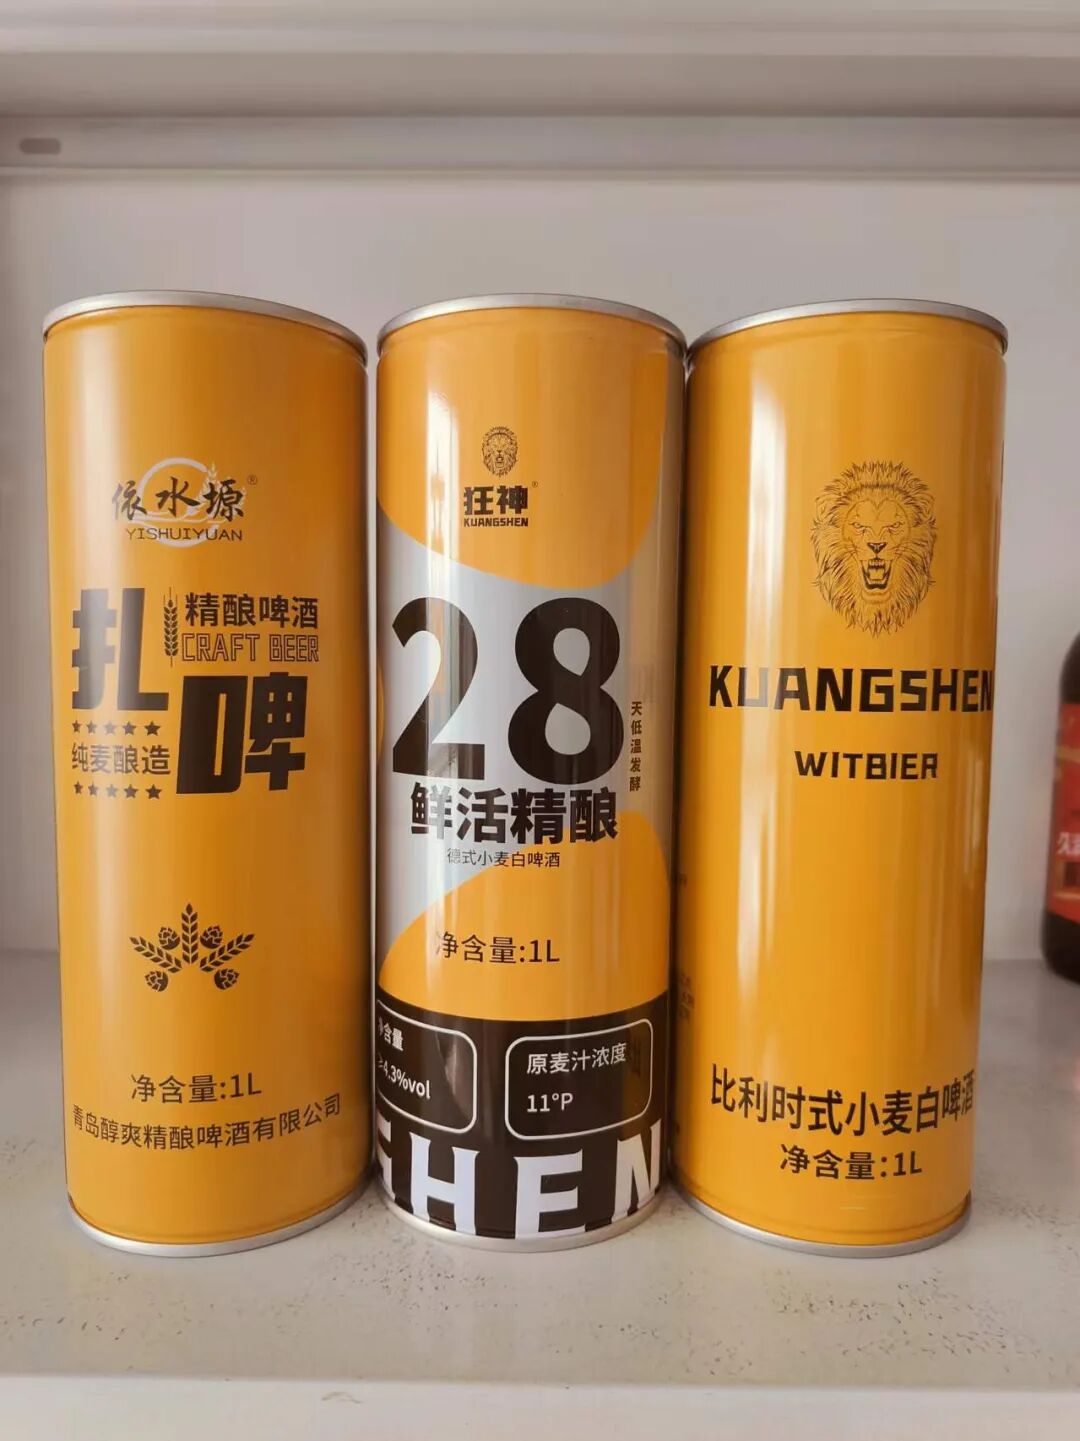 依水塬®
YISHUIYUAN
扎啤
精酿啤酒
CRAFT BEER
纯麦酿造
净含量:1L
青岛醇爽精酿啤酒有限公司
狂神®
KUANGSHEN
28
天低温发酵
鲜活精酿
德式小麦白啤酒
净含量:1L
≥4.3%vol
原麦汁浓度
11°P
HEN
KUANGSHEN
WITBIER
比利时式小麦白啤酒
净含量:1L